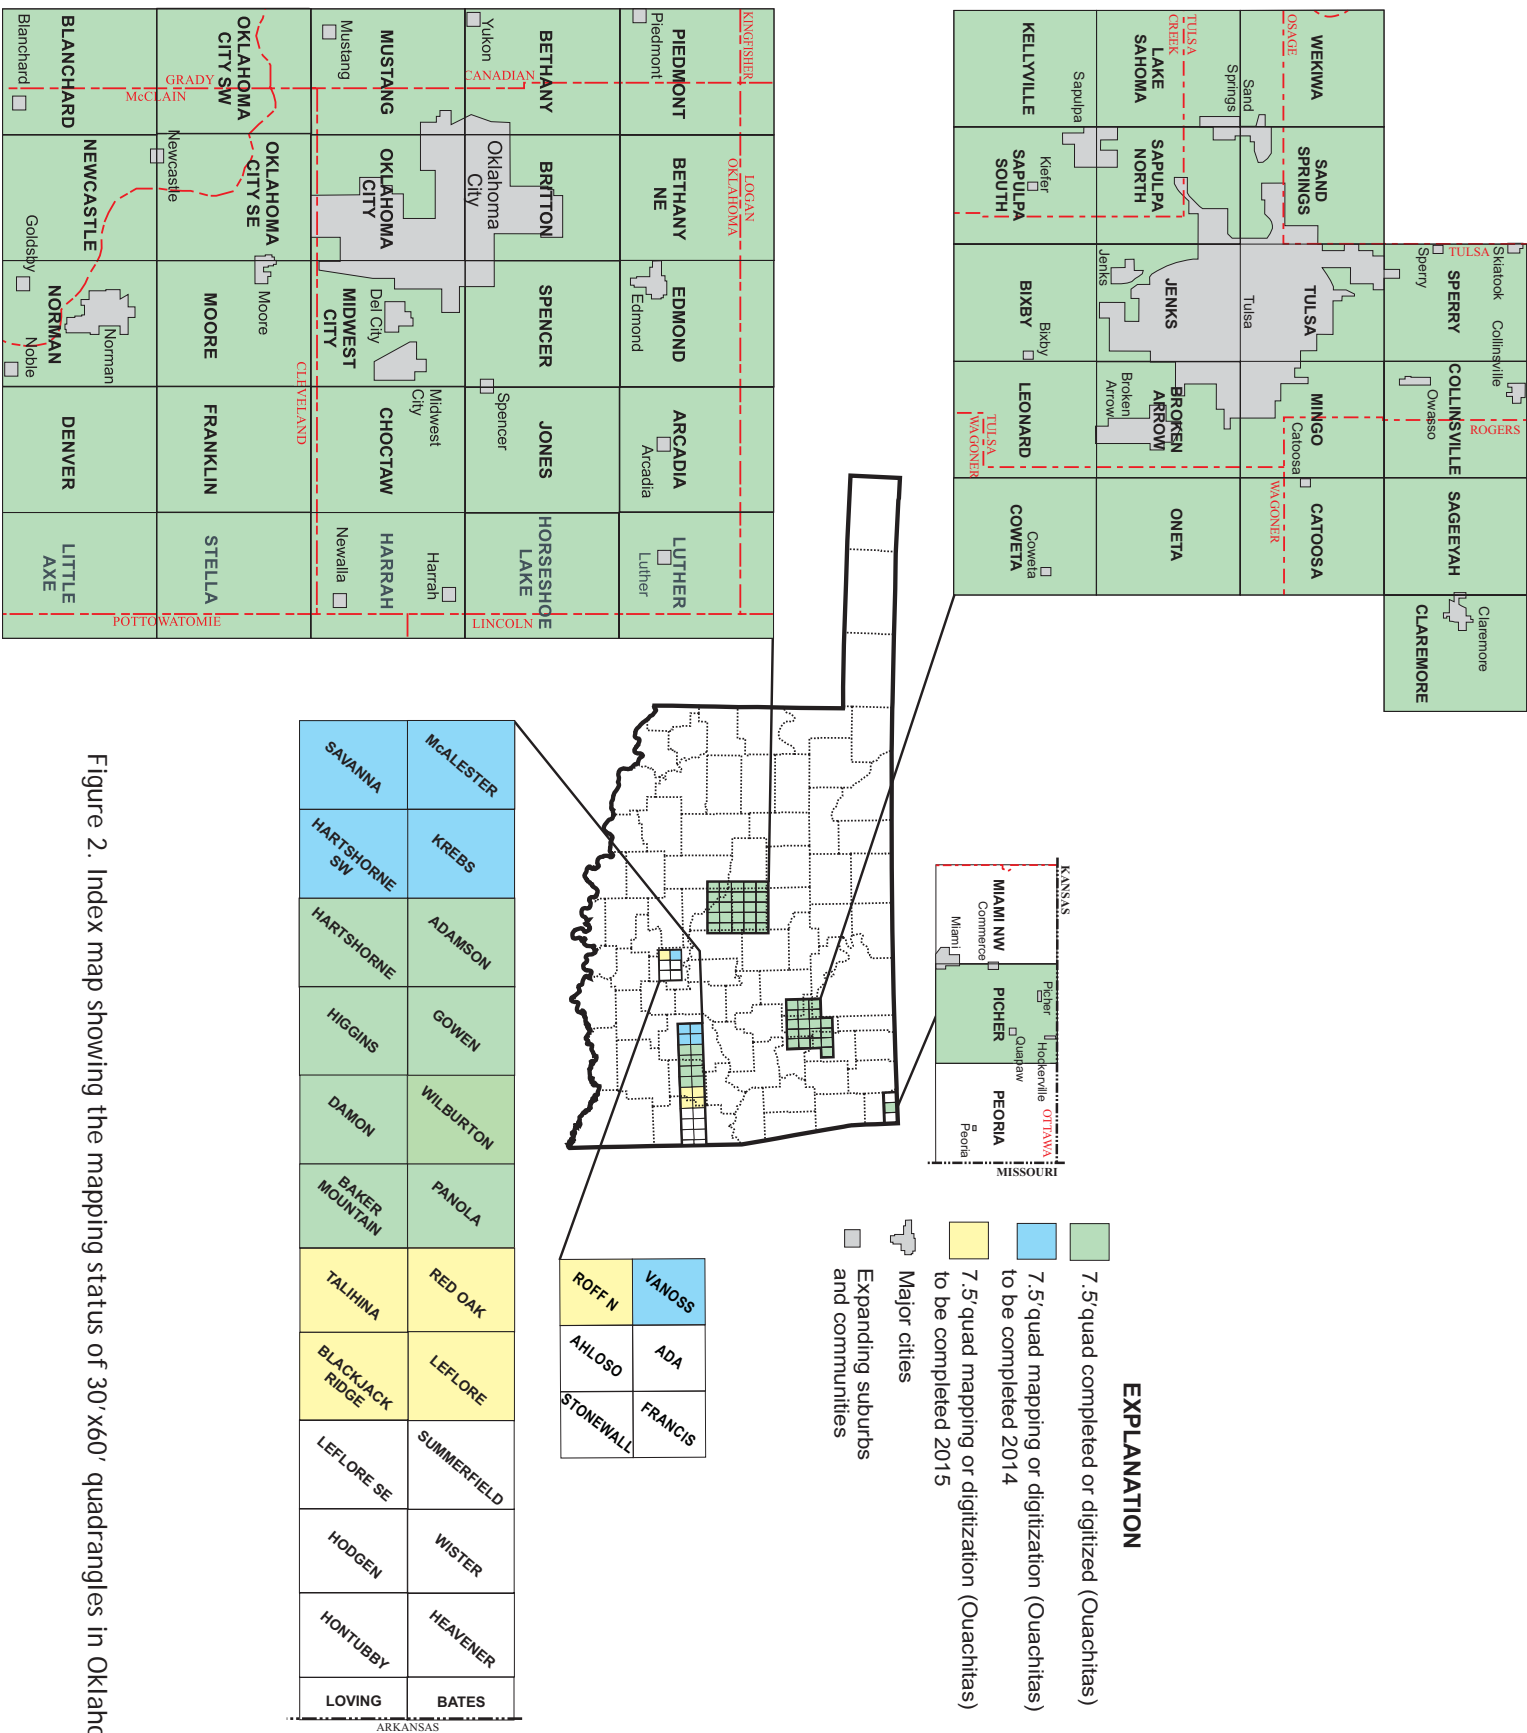 KINGFISHER
PIEDMONT
Piedmont
LOGAN
OKLAHOMA
BETHANY
NE
EDMOND
Edmond
ARCADIA
Arcadia
LUTHER
Luther
BETHANY
Yukon
CANADIAN
BRITTON
Oklahoma
City
SPENCER
Spencer
JONES
HORSESHOE
LAKE
LINCOLN
MUSTANG
Mustang
OKLAHOMA
CITY
MIDWEST
CITY
Del City
Midwest
City
CHOCTAW
HARRAH
Harrah
Newalla
OKLAHOMA
CITY SW
GRADY
McCLAIN
OKLAHOMA
CITY SE
Newcastle
MOORE
Moore
CLEVELAND
FRANKLIN
STELLA
POTTOWATOMIE
BLANCHARD
Blanchard
NEWCASTLE
Goldsby
NORMAN
Norman
Noble
DENVER
LITTLE
AXE
Skiatook
TULSA
Sperry
SPERRY
Collinsville
COLLINSVILLE
Owasso
ROGERS
SAGEEYAH
Claremore
CLAREMORE
WEKIWA
OSAGE
SAND
SPRINGS
Sand
Springs
TULSA
Tulsa
MINGO
Catoosa
CATOOSA
WAGONER
TULSA
CREEK
LAKE
SAHOMA
SAPULPA
NORTH
Sapulpa
JENKS
Jenks
BROKEN
ARROW
Broken
Arrow
ONETA
KELLYVILLE
Kiefer
SAPULPA
SOUTH
BIXBY
Bixby
LEONARD
TULSA
WAGONER
COWETA
Coweta
KANSAS
MIAMI NW
Commerce
Miami
Picher
PICHER
Quapaw
Hockerville
OTTAWA
PEORIA
Peoria
MISSOURI
EXPLANATION
7.5'quad completed or digitized (Ouachitas)
7.5'quad mapping or digitization (Ouachitas)
to be completed 2014
7.5'quad mapping or digitization (Ouachitas)
to be completed 2015
Major cities
Expanding suburbs
and communities
VANOSS
ROFF N
ADA
AHLOSO
FRANCIS
STONEWALL
McALESTER
SAVANNA
KREBS
HARTSHORNE
SW
ADAMSON
HARTSHORNE
GOWEN
HIGGINS
WILBURTON
DAMON
PANOLA
BAKER
MOUNTAIN
RED OAK
TALIHINA
LEFLORE
BLACKJACK
RIDGE
SUMMERFIELD
LEFLORE SE
WISTER
HODGEN
HEAVENER
HONTUBBY
BATES
LOVING
ARKANSAS
Figure 2. Index map showing the mapping status of 30'x60' quadrangles in Oklaho